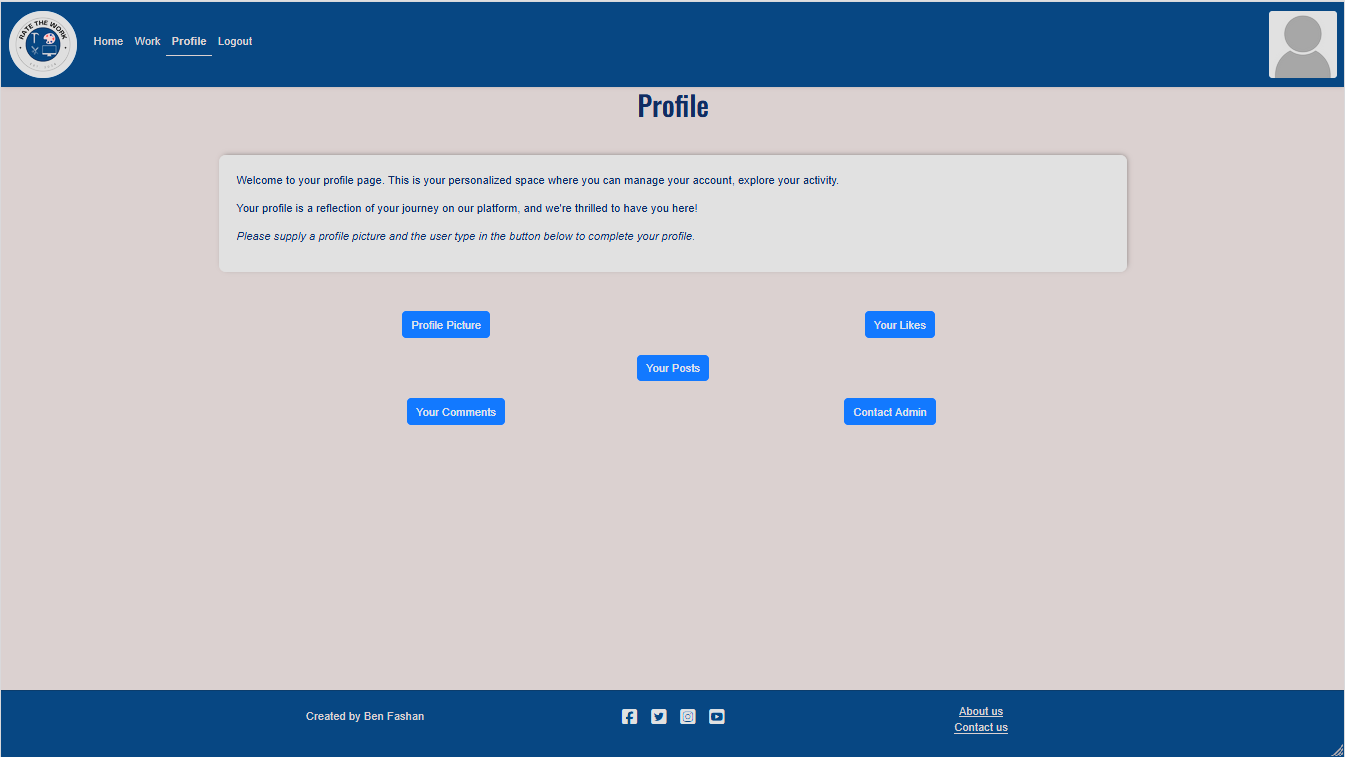 RATE THE WORK
Home Work Profile Logout
Profile
Welcome to your profile page. This is your personalized space where you can manage your account, explore your activity.
Your profile is a reflection of your journey on our platform, and we're thrilled to have you here!
Please supply a profile picture and the user type in the button below to complete your profile.
Profile Picture Your Likes
Your Posts
Your Comments Contact Admin
Created by Ben Fashan
About us
Contact us